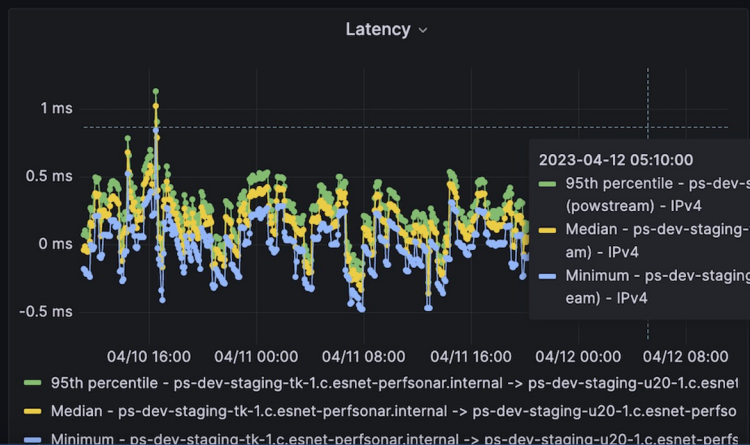 Latency
1 ms
0.5 ms
0 ms
-0.5 ms
04/10 16:00
04/11 00:00
04/11 08:00
04/11 16:00
04/12 00:00
04/12 08:00
2023-04-12 05:10:00
95th percentile - ps-dev-s
(powstream) - IPv4
Median - ps-dev-staging-
am) - IPv4
Minimum - ps-dev-staging
eam) - IPv4
95th percentile - ps-dev-staging-tk-1.c.esnet-perfsonar.internal -> ps-dev-staging-u20-1.c.esnet
Median - ps-dev-staging-tk-1.c.esnet-perfsonar.internal -> ps-dev-staging-u20-1.c.esnet-perfso
Minimum - ps-dev-staging-tk-1.c.esnet-perfsonar.internal -> ps-dev-staging-u20-1.c.esnet-perfs